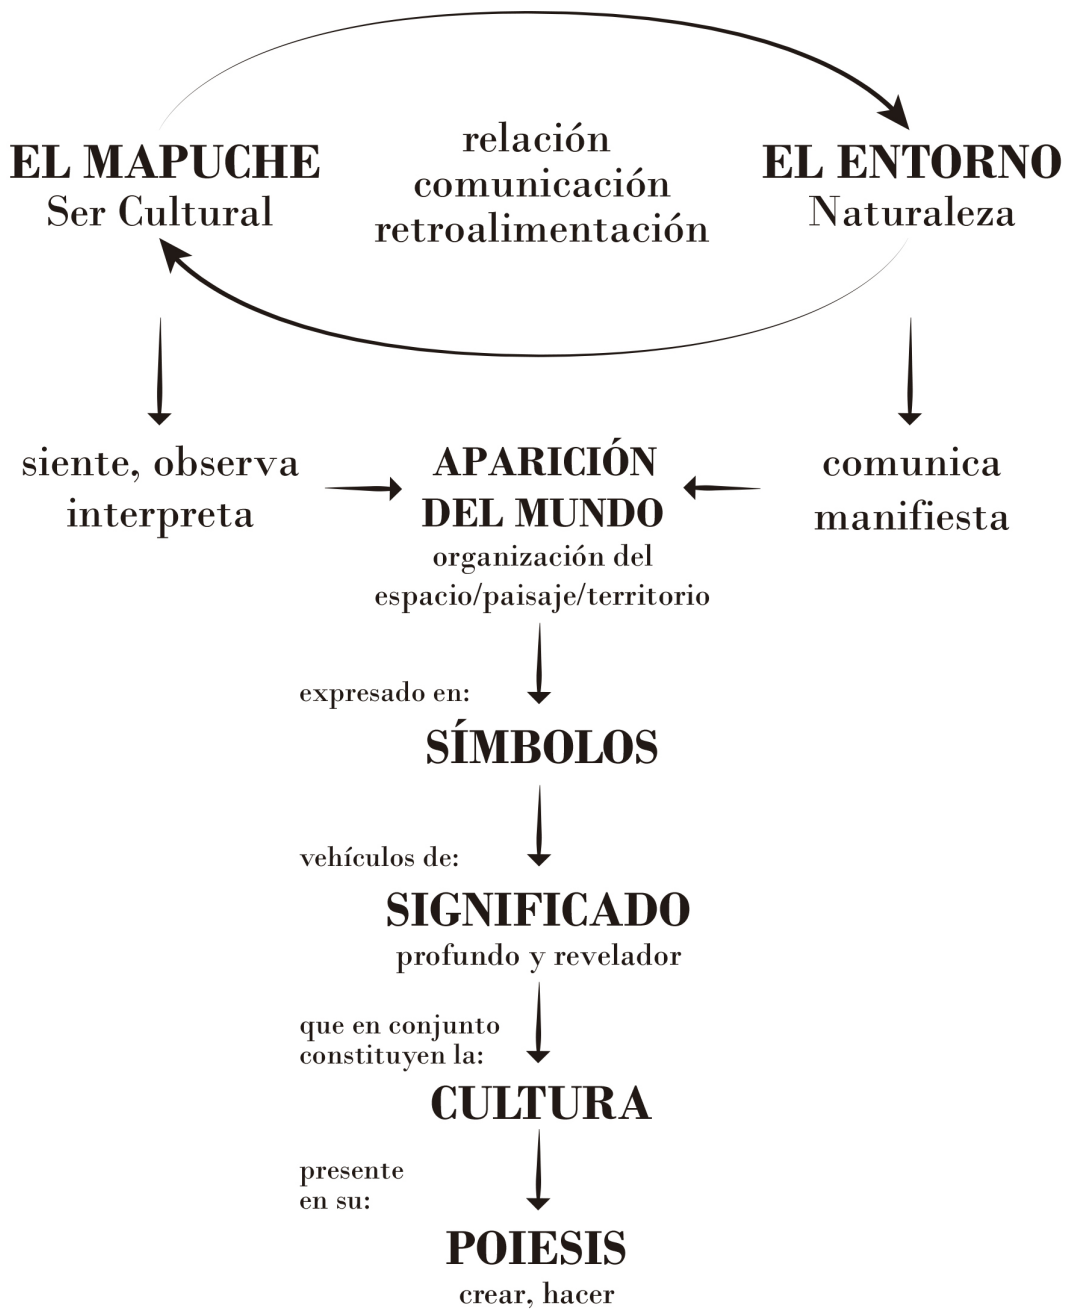 EL MAPUCHE
Ser Cultural
relación
comunicación
retroalimentación
EL ENTORNO
Naturaleza
siente, observa
interpreta
APARICIÓN
DEL MUNDO
organización del
espacio/paisaje/territorio
comunica
manifiesta
expresado en:
SÍMBOLOS
vehículos de:
SIGNIFICADO
profundo y revelador
que en conjunto
constituyen la:
CULTURA
presente
en su:
POIESIS
crear, hacer